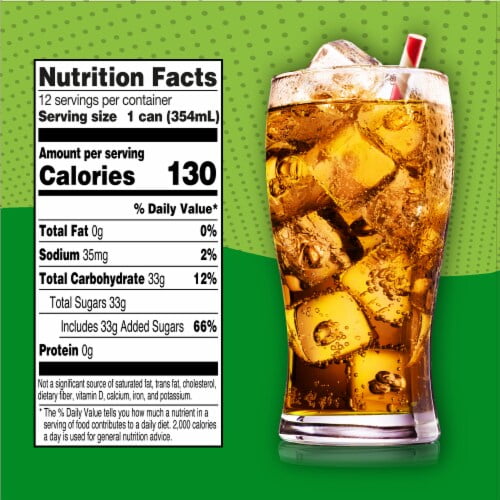 Nutrition Facts
12 servings per container
Serving size 1 can (354mL)
Amount per serving
Calories 130
% Daily Value*
Total Fat 0g 0%
Sodium 35mg 2%
Total Carbohydrate 33g 12%
Total Sugars 33g
Includes 33g Added Sugars 66%
Protein 0g
Not a significant source of saturated fat, trans fat, cholesterol,
dietary fiber, vitamin D, calcium, iron, and potassium.
* The % Daily Value tells you how much a nutrient in a
serving of food contributes to a daily diet. 2,000 calories
a day is used for general nutrition advice.